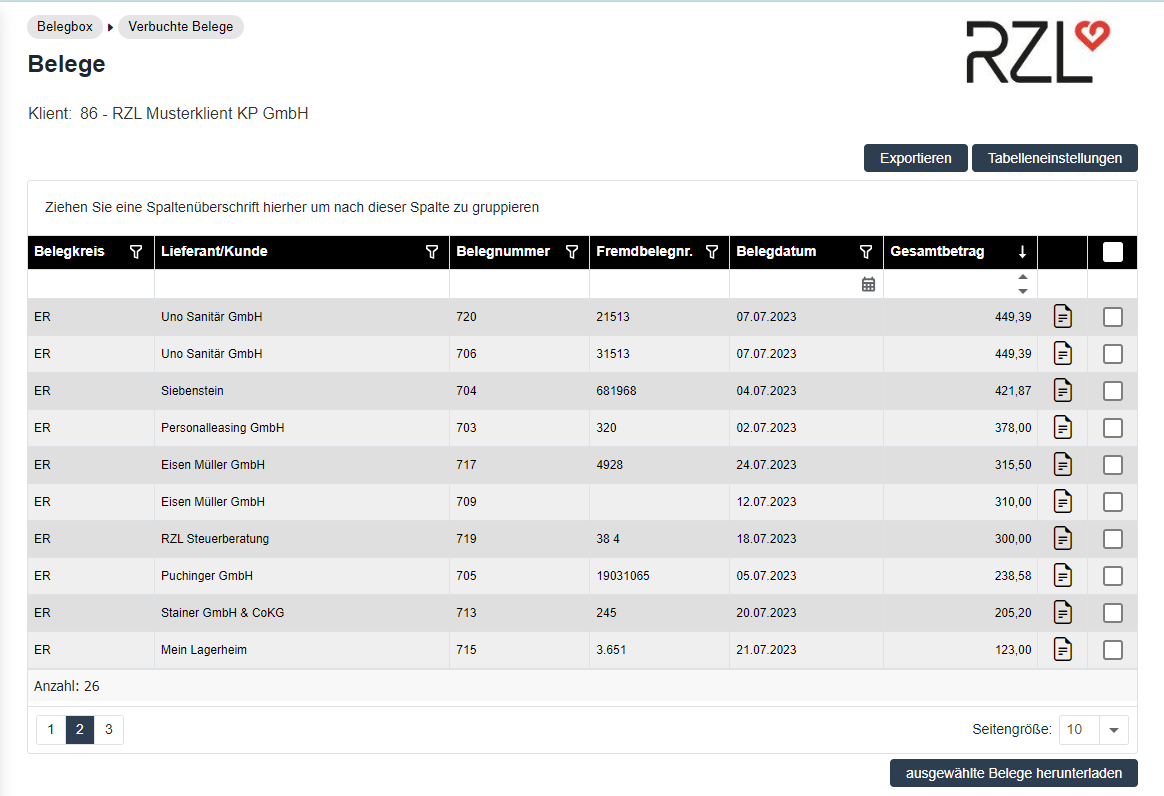 Belegbox Verbuchte Belege
RZL
Belege
Klient: 86 - RZL Musterklient KP GmbH
Exportieren Tabelleneinstellungen
Ziehen Sie eine Spaltenüberschrift hierher um nach dieser Spalte zu gruppieren
Belegkreis Lieferant/Kunde Belegnummer Fremdbelegnr. Belegdatum Gesamtbetrag
ER Uno Sanitär GmbH 720 21513 07.07.2023 449,39
ER Uno Sanitär GmbH 706 31513 07.07.2023 449,39
ER Siebenstein 704 681968 04.07.2023 421,87
ER Personalleasing GmbH 703 320 02.07.2023 378,00
ER Eisen Müller GmbH 717 4928 24.07.2023 315,50
ER Eisen Müller GmbH 709 12.07.2023 310,00
ER RZL Steuerberatung 719 38 4 18.07.2023 300,00
ER Puchinger GmbH 705 19031065 05.07.2023 238,58
ER Stainer GmbH & CoKG 713 245 20.07.2023 205,20
ER Mein Lagerheim 715 3.651 21.07.2023 123,00
Anzahl: 26
1 2 3 Seitengröße: 10
ausgewählte Belege herunterladen